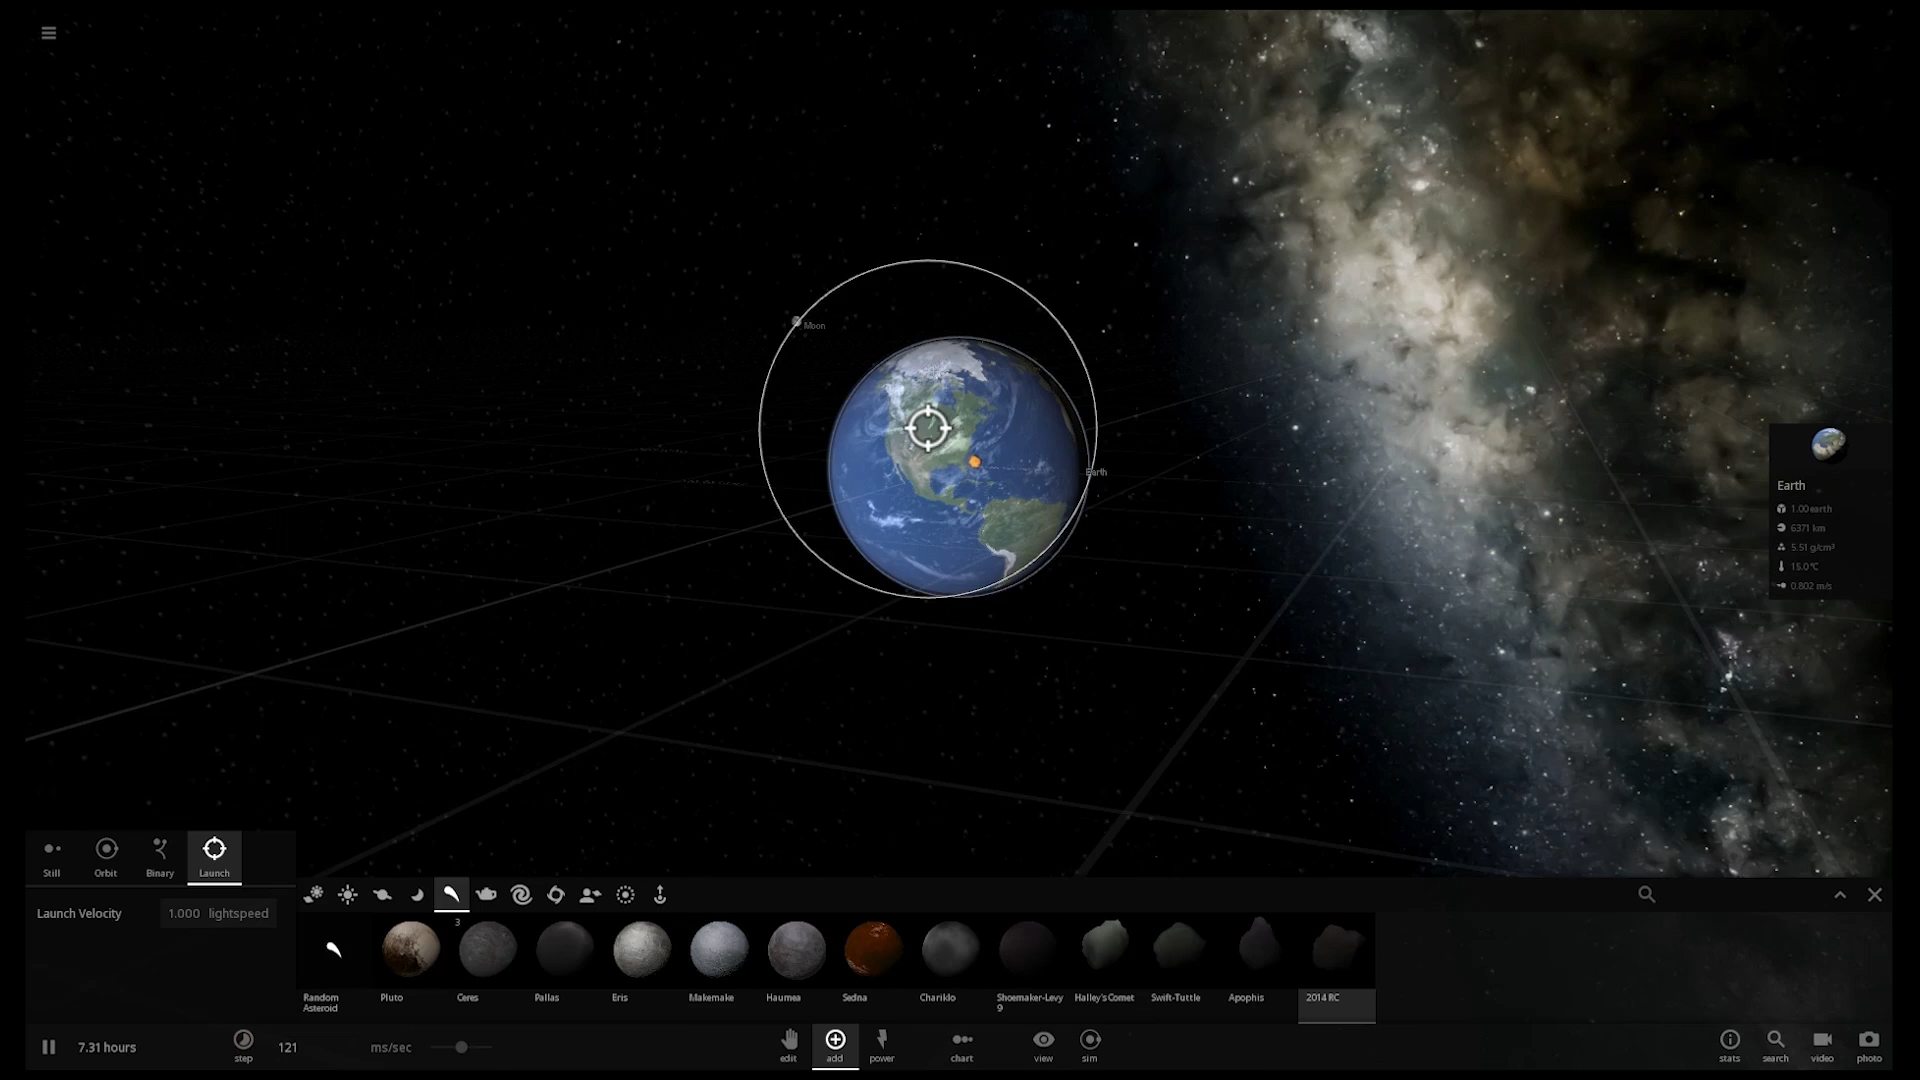 Moon
Earth
Earth
1.00 earth
6371 km
5.51 g/cm³
15.0 °C
0.802 m/s
Still
Orbit
Binary
Launch
Launch Velocity
1.000 lightspeed
3
Random Asteroid
Pluto
Ceres
Pallas
Eris
Makemake
Haumea
Sedna
Chariklo
Shoemaker-Levy 9
Halley's Comet
Swift-Tuttle
Apophis
2014 RC
7.31 hours
step
121
ms/sec
edit
add
power
chart
view
sim
stats
search
video
photo